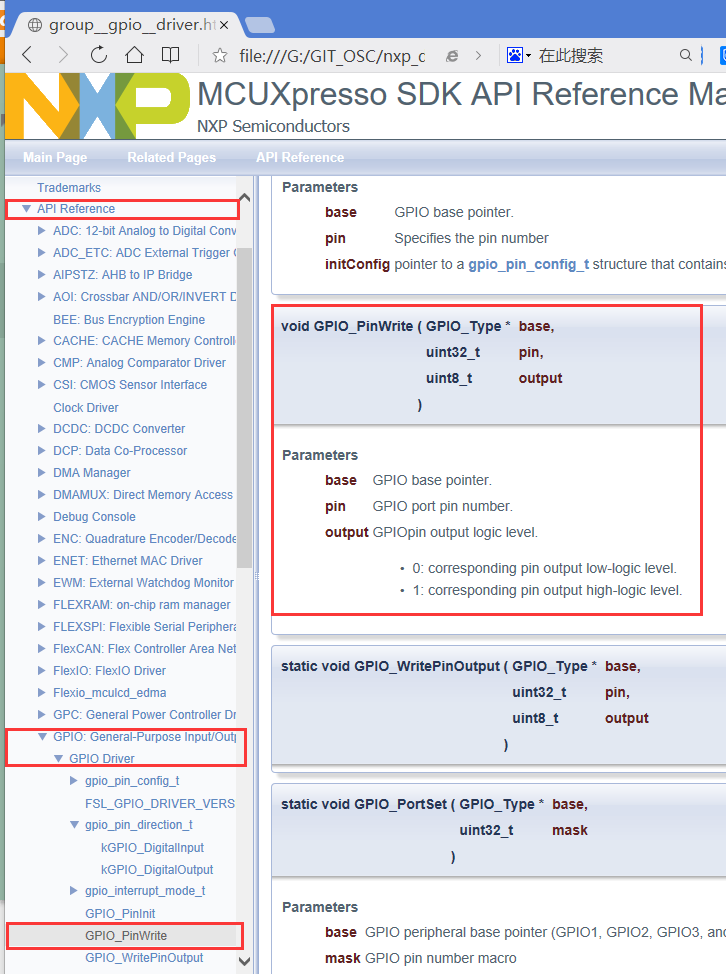 group__gpio__driver.ht
file:///G:/GIT_OSC/nxp_d
在此搜索
NXP
MCUXpresso SDK API Reference Ma
NXP Semiconductors
Main Page
Related Pages
API Reference
Trademarks
API Reference
ADC: 12-bit Analog to Digital Conv
ADC_ETC: ADC External Trigger C
AIPSTZ: AHB to IP Bridge
AOI: Crossbar AND/OR/INVERT D
BEE: Bus Encryption Engine
CACHE: CACHE Memory Controll
CMP: Analog Comparator Driver
CSI: CMOS Sensor Interface
Clock Driver
DCDC: DCDC Converter
DCP: Data Co-Processor
DMA Manager
DMAMUX: Direct Memory Access
Debug Console
ENC: Quadrature Encoder/Decode
ENET: Ethernet MAC Driver
EWM: External Watchdog Monitor
FLEXRAM: on-chip ram manager
FLEXSPI: Flexible Serial Periphera
FlexCAN: Flex Controller Area Net
FlexIO: FlexIO Driver
Flexio_mculcd_edma
GPC: General Power Controller Dr
GPIO: General-Purpose Input/Outp
GPIO Driver
gpio_pin_config_t
FSL_GPIO_DRIVER_VERS
gpio_pin_direction_t
kGPIO_DigitalInput
kGPIO_DigitalOutput
gpio_interrupt_mode_t
GPIO_PinInit
GPIO_PinWrite
GPIO_WritePinOutput
Parameters
base GPIO base pointer.
pin Specifies the pin number
initConfig pointer to a gpio_pin_config_t structure that contains
void GPIO_PinWrite ( GPIO_Type * base,
uint32_t pin,
uint8_t output
)
Parameters
base GPIO base pointer.
pin GPIO port pin number.
output GPIOpin output logic level.
• 0: corresponding pin output low-logic level.
• 1: corresponding pin output high-logic level.
static void GPIO_WritePinOutput ( GPIO_Type * base,
uint32_t pin,
uint8_t output
)
static void GPIO_PortSet ( GPIO_Type * base,
uint32_t mask
)
Parameters
base GPIO peripheral base pointer (GPIO1, GPIO2, GPIO3, and
mask GPIO pin number macro